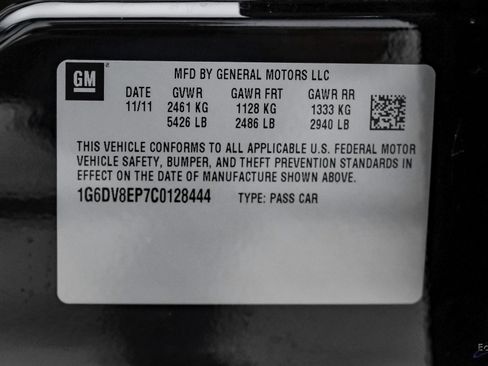 GM
MFD BY GENERAL MOTORS LLC
DATE GVWR GAWR FRT GAWR RR
11/11 2461 KG 1128 KG 1333 KG
5426 LB 2486 LB 2940 LB
THIS VEHICLE CONFORMS TO ALL APPLICABLE U.S. FEDERAL MOTOR
VEHICLE SAFETY, BUMPER, AND THEFT PREVENTION STANDARDS IN
EFFECT ON THE DATE OF MANUFACTURE SHOWN ABOVE.
1G6DV8EP7C0128444 TYPE: PASS CAR